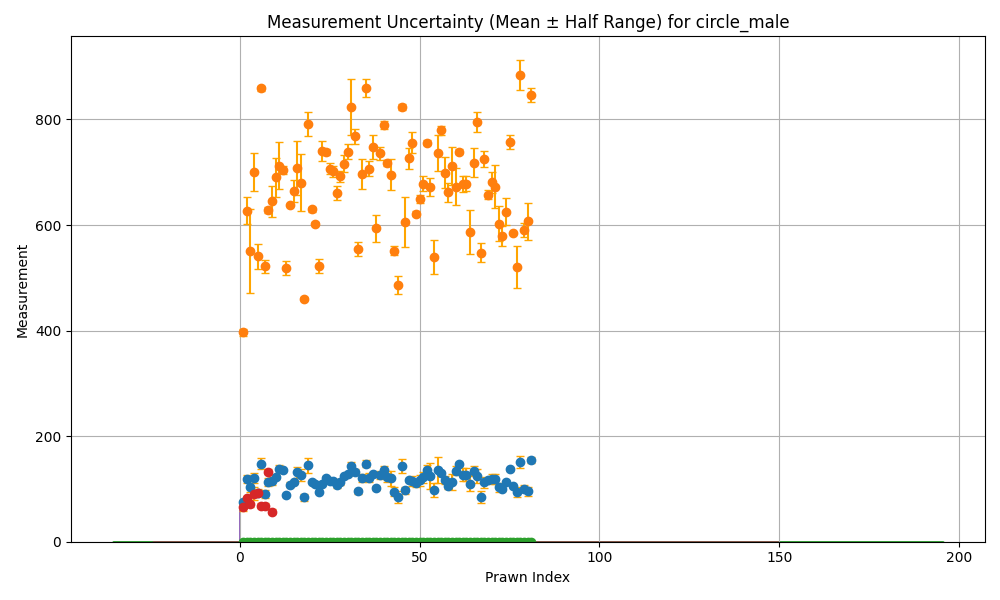 Measurement Uncertainty (Mean ± Half Range) for circle_male
Measurement
800
600
400
200
0
0 50 100 150 200
Prawn Index